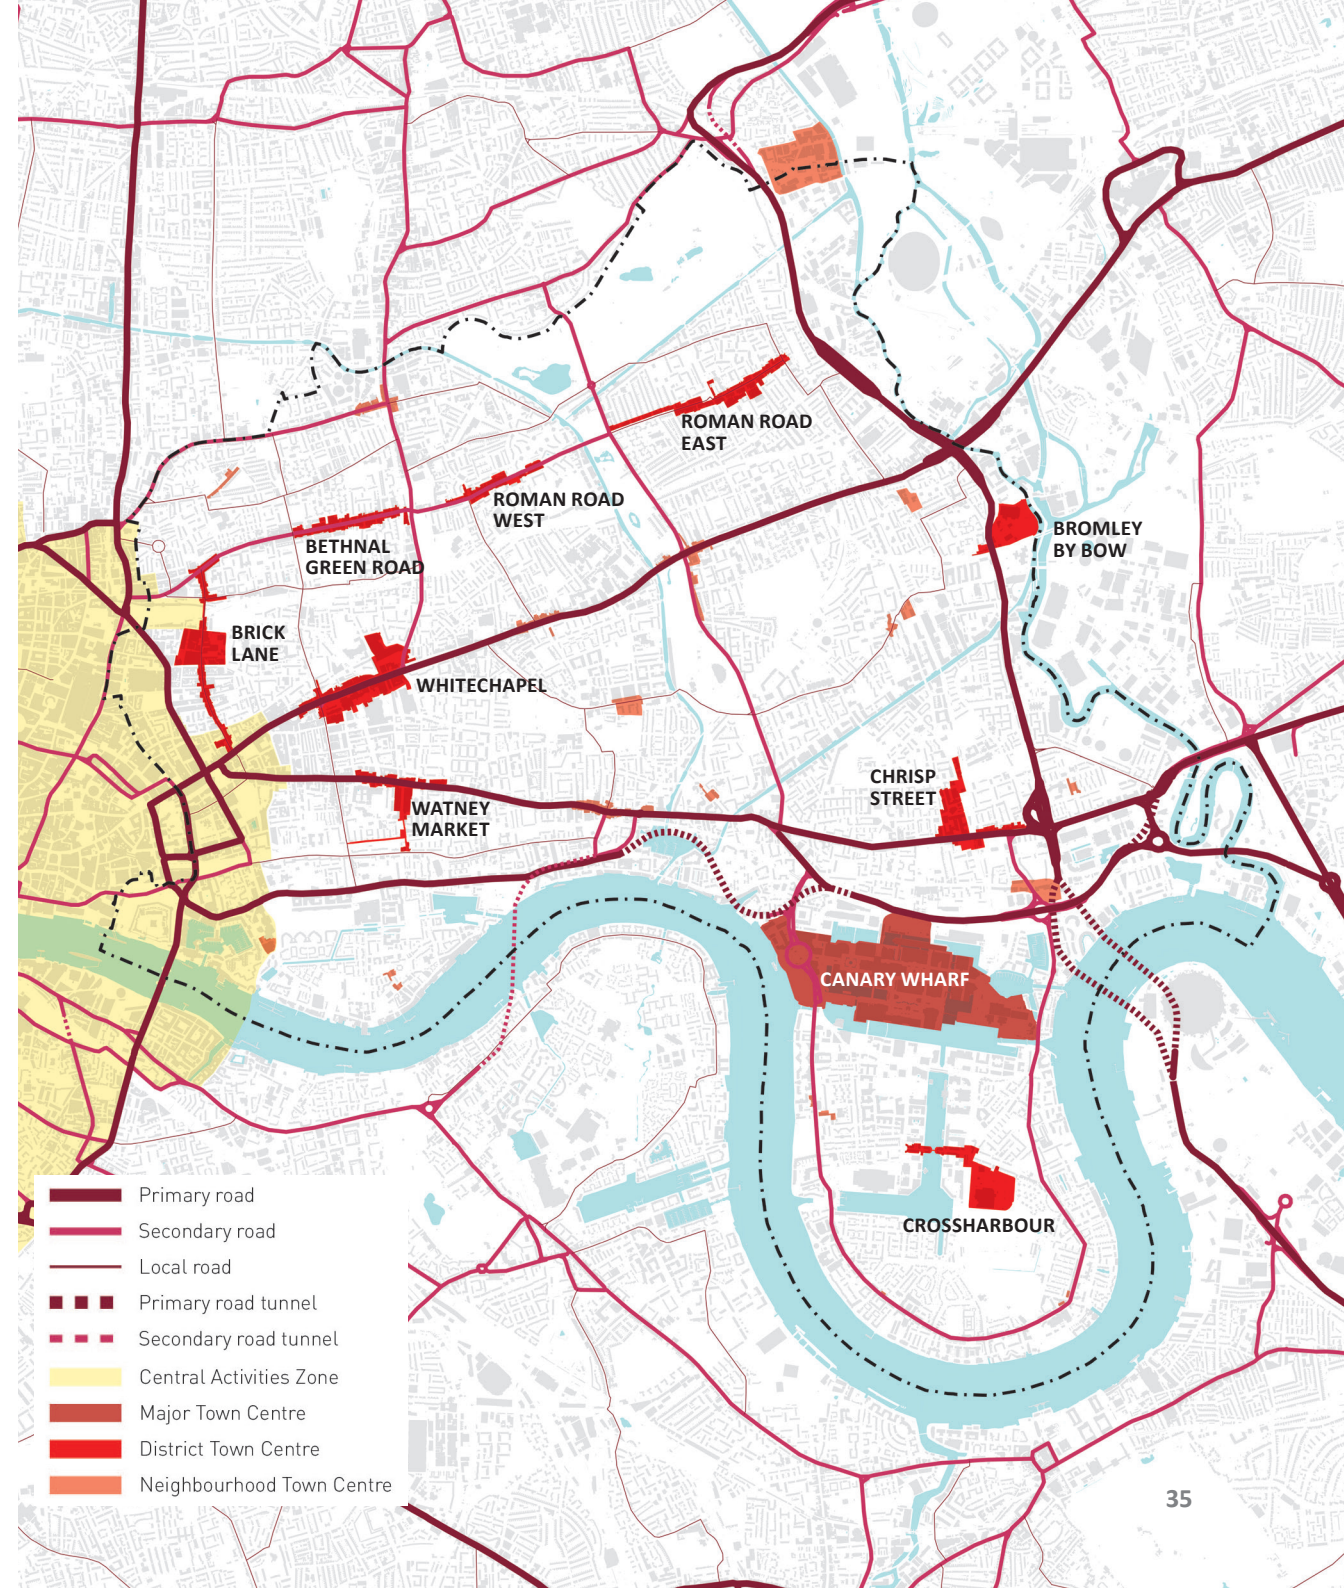 ROMAN ROAD
EAST
ROMAN ROAD
WEST
BETHNAL
GREEN ROAD
BROMLEY
BY BOW
BRICK
LANE
WHITECHAPEL
CHRISP
STREET
WATNEY
MARKET
CANARY WHARF
CROSSHARBOUR
Primary road
Secondary road
Local road
Primary road tunnel
Secondary road tunnel
Central Activities Zone
Major Town Centre
District Town Centre
Neighbourhood Town Centre
35